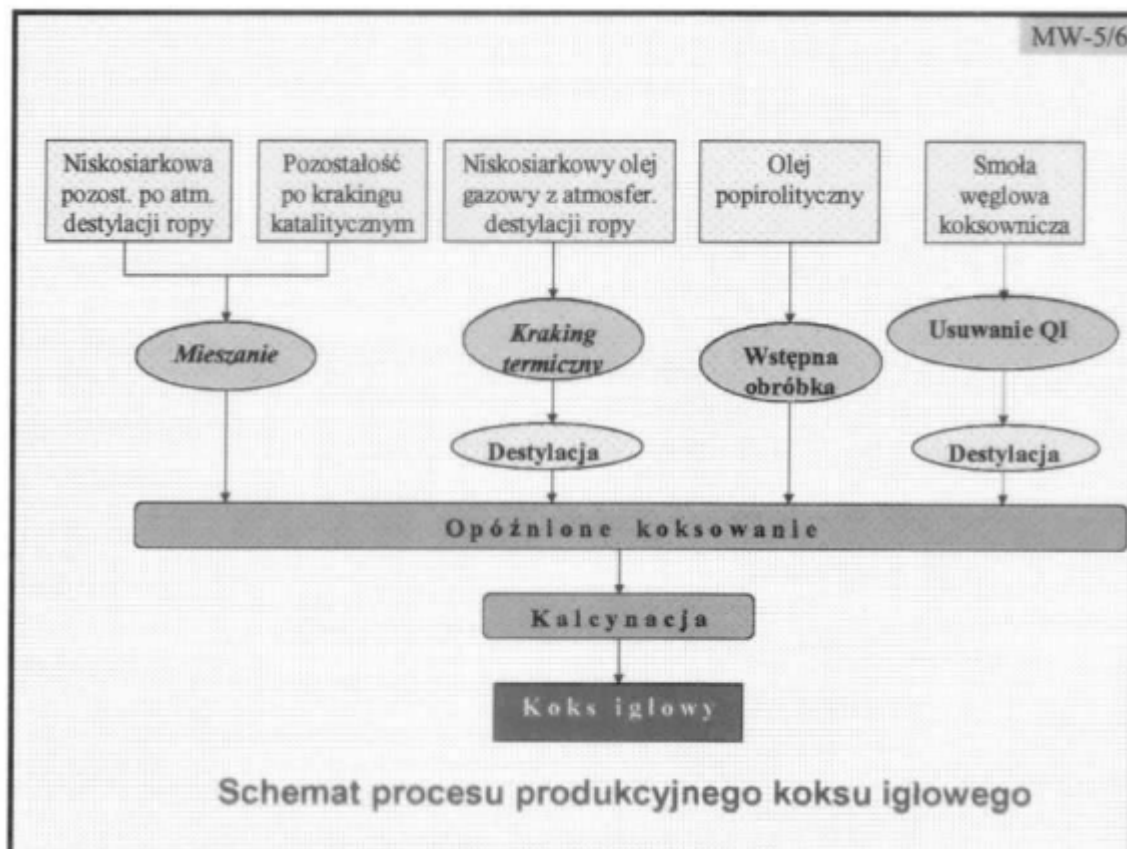 MW-5/6
Niskosiarkowa
pozost. po atm.
destylacji ropy
Pozostałość
po krakingu
katalitycznym
Niskosiarkowy olej
gazowy z atmosfer.
destylacji ropy
Olej
popirolityczny
Smoła
węglowa
koksownicza
Mieszanie
Kraking
termiczny
Wstępna
obróbka
Usuwanie QI
Destylacja
Destylacja
Opóźnione koksowanie
Kalcynacja
Koks igłowy
Schemat procesu produkcyjnego koksu igłowego